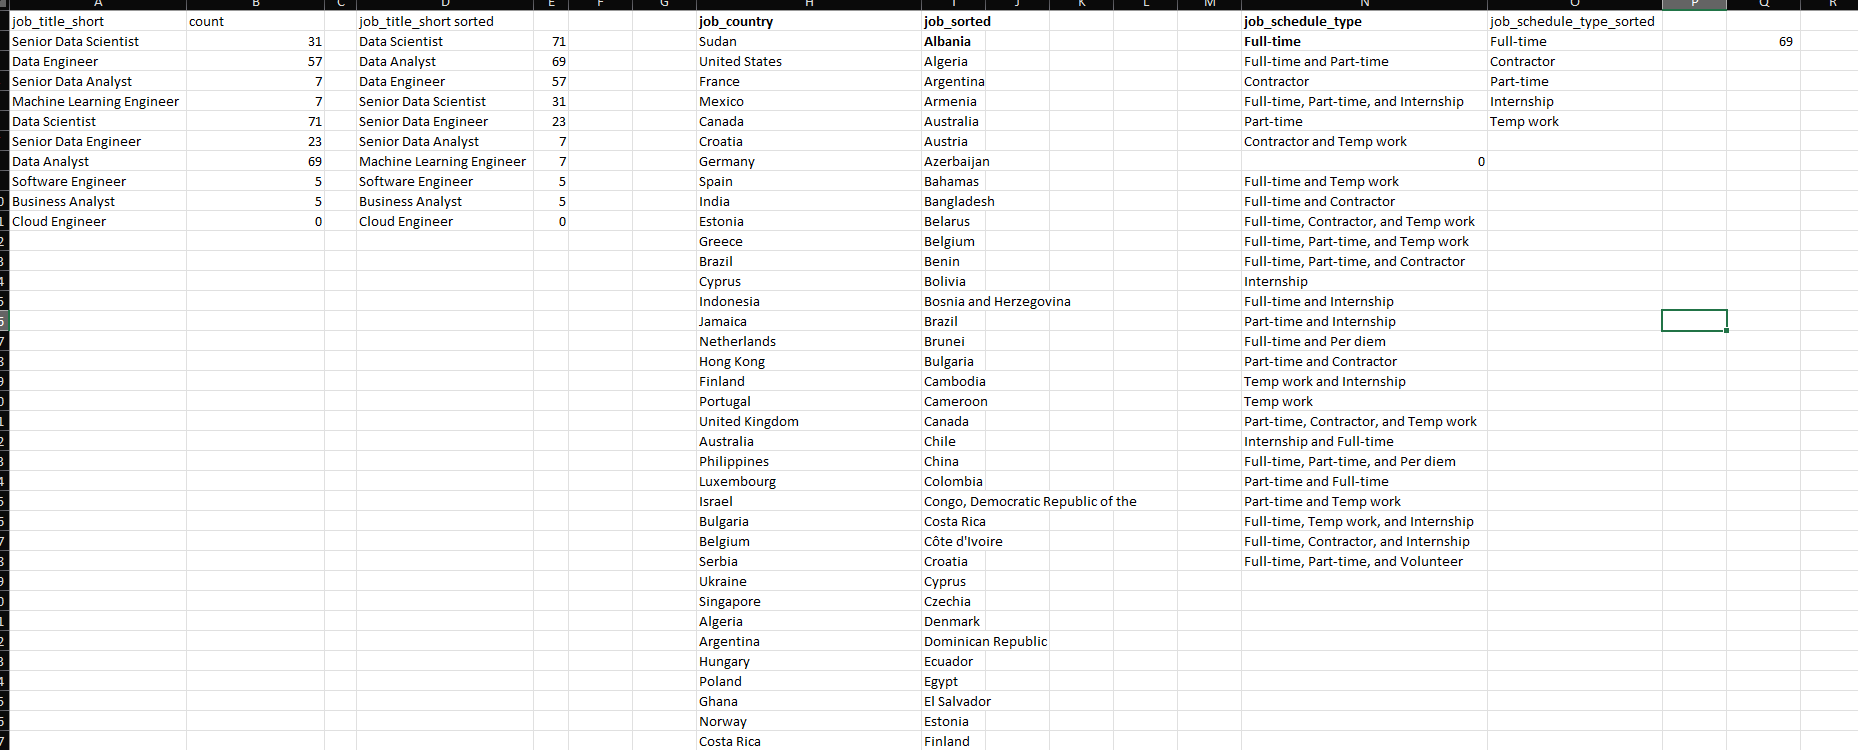 A B C D E F G H I J K L M N O P Q R
job_title_short count job_title_short sorted job_country job_sorted job_schedule_type job_schedule_type_sorted
Senior Data Scientist 31 Data Scientist 71 Sudan Albania Full-time Full-time 69
Data Engineer 57 Data Analyst 69 United States Algeria Full-time and Part-time Contractor
Senior Data Analyst 7 Data Engineer 57 France Argentina Contractor Part-time
Machine Learning Engineer 7 Senior Data Scientist 31 Mexico Armenia Full-time, Part-time, and Internship Internship
Data Scientist 71 Senior Data Engineer 23 Canada Australia Part-time Temp work
Senior Data Engineer 23 Senior Data Analyst 7 Croatia Austria Contractor and Temp work
Data Analyst 69 Machine Learning Engineer 7 Germany Azerbaijan 0
Software Engineer 5 Software Engineer 5 Spain Bahamas Full-time and Temp work
Business Analyst 5 Business Analyst 5 India Bangladesh Full-time and Contractor
Cloud Engineer 0 Cloud Engineer 0 Estonia Belarus Full-time, Contractor, and Temp work
Greece Belgium Full-time, Part-time, and Temp work
Brazil Benin Full-time, Part-time, and Contractor
Cyprus Bolivia Internship
Indonesia Bosnia and Herzegovina Full-time and Internship
Jamaica Brazil Part-time and Internship
Netherlands Brunei Full-time and Per diem
Hong Kong Bulgaria Part-time and Contractor
Finland Cambodia Temp work and Internship
Portugal Cameroon Temp work
United Kingdom Canada Part-time, Contractor, and Temp work
Australia Chile Internship and Full-time
Philippines China Full-time, Part-time, and Per diem
Luxembourg Colombia Part-time and Full-time
Israel Congo, Democratic Republic of the Part-time and Temp work
Bulgaria Costa Rica Full-time, Temp work, and Internship
Belgium Côte d'Ivoire Full-time, Contractor, and Internship
Serbia Croatia Full-time, Part-time, and Volunteer
Ukraine Cyprus
Singapore Czechia
Algeria Denmark
Argentina Dominican Republic
Hungary Ecuador
Poland Egypt
Ghana El Salvador
Norway Estonia
Costa Rica Finland